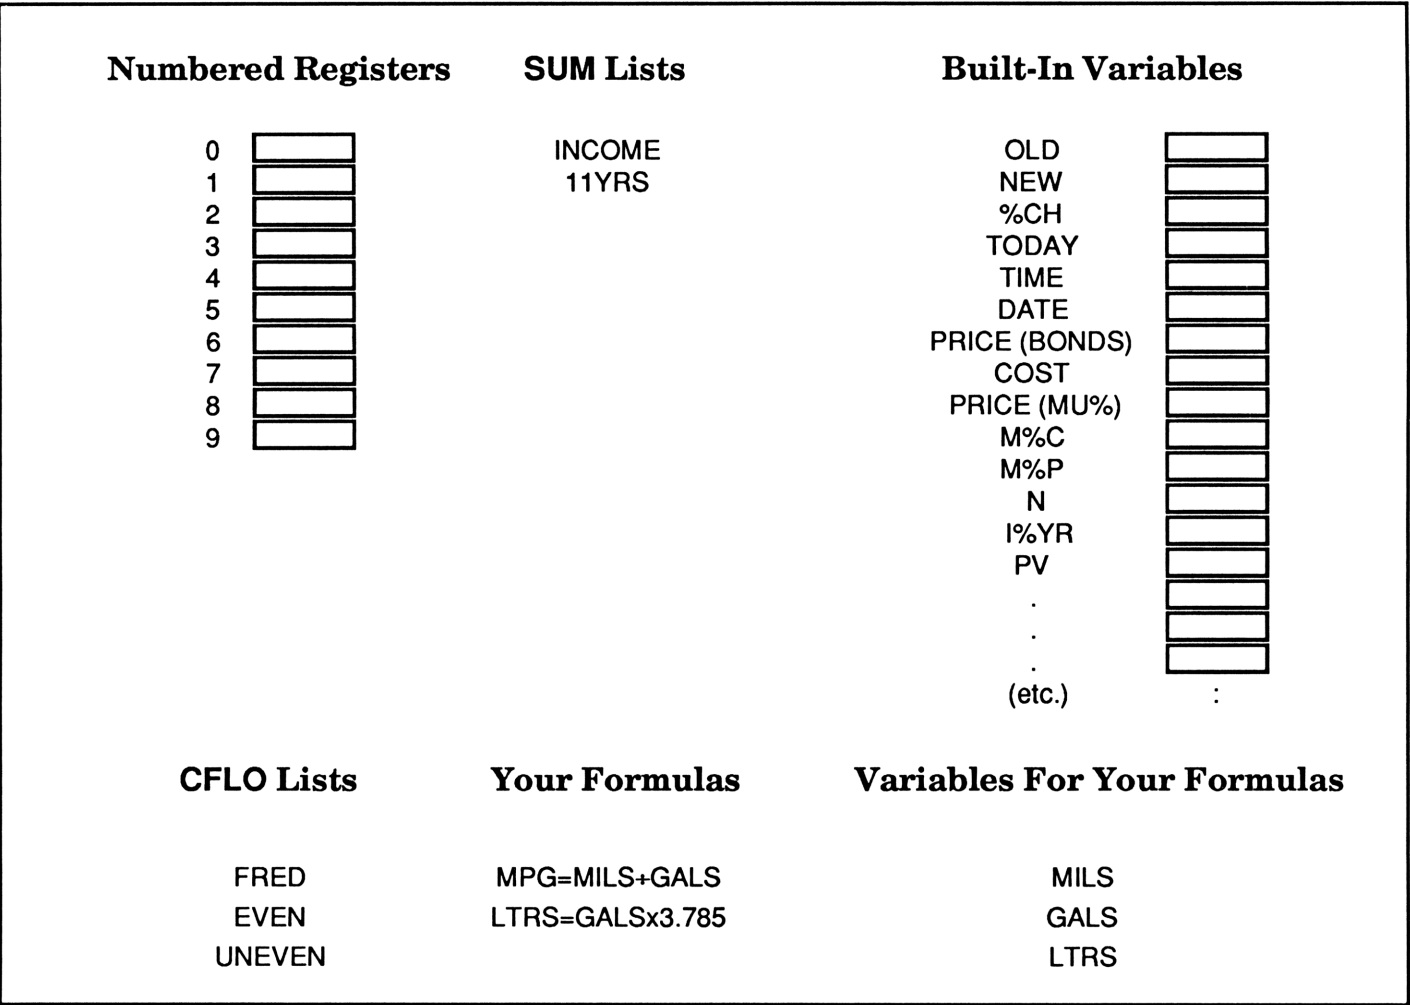 Numbered Registers
0
1
2
3
4
5
6
7
8
9
SUM Lists
INCOME
11YRS
Built-In Variables
OLD
NEW
%CH
TODAY
TIME
DATE
PRICE (BONDS)
COST
PRICE (MU%)
M%C
M%P
N
I%YR
PV
.
.
.
(etc.) :
CFLO Lists
FRED
EVEN
UNEVEN
Your Formulas
MPG=MILS+GALS
LTRS=GALSx3.785
Variables For Your Formulas
MILS
GALS
LTRS